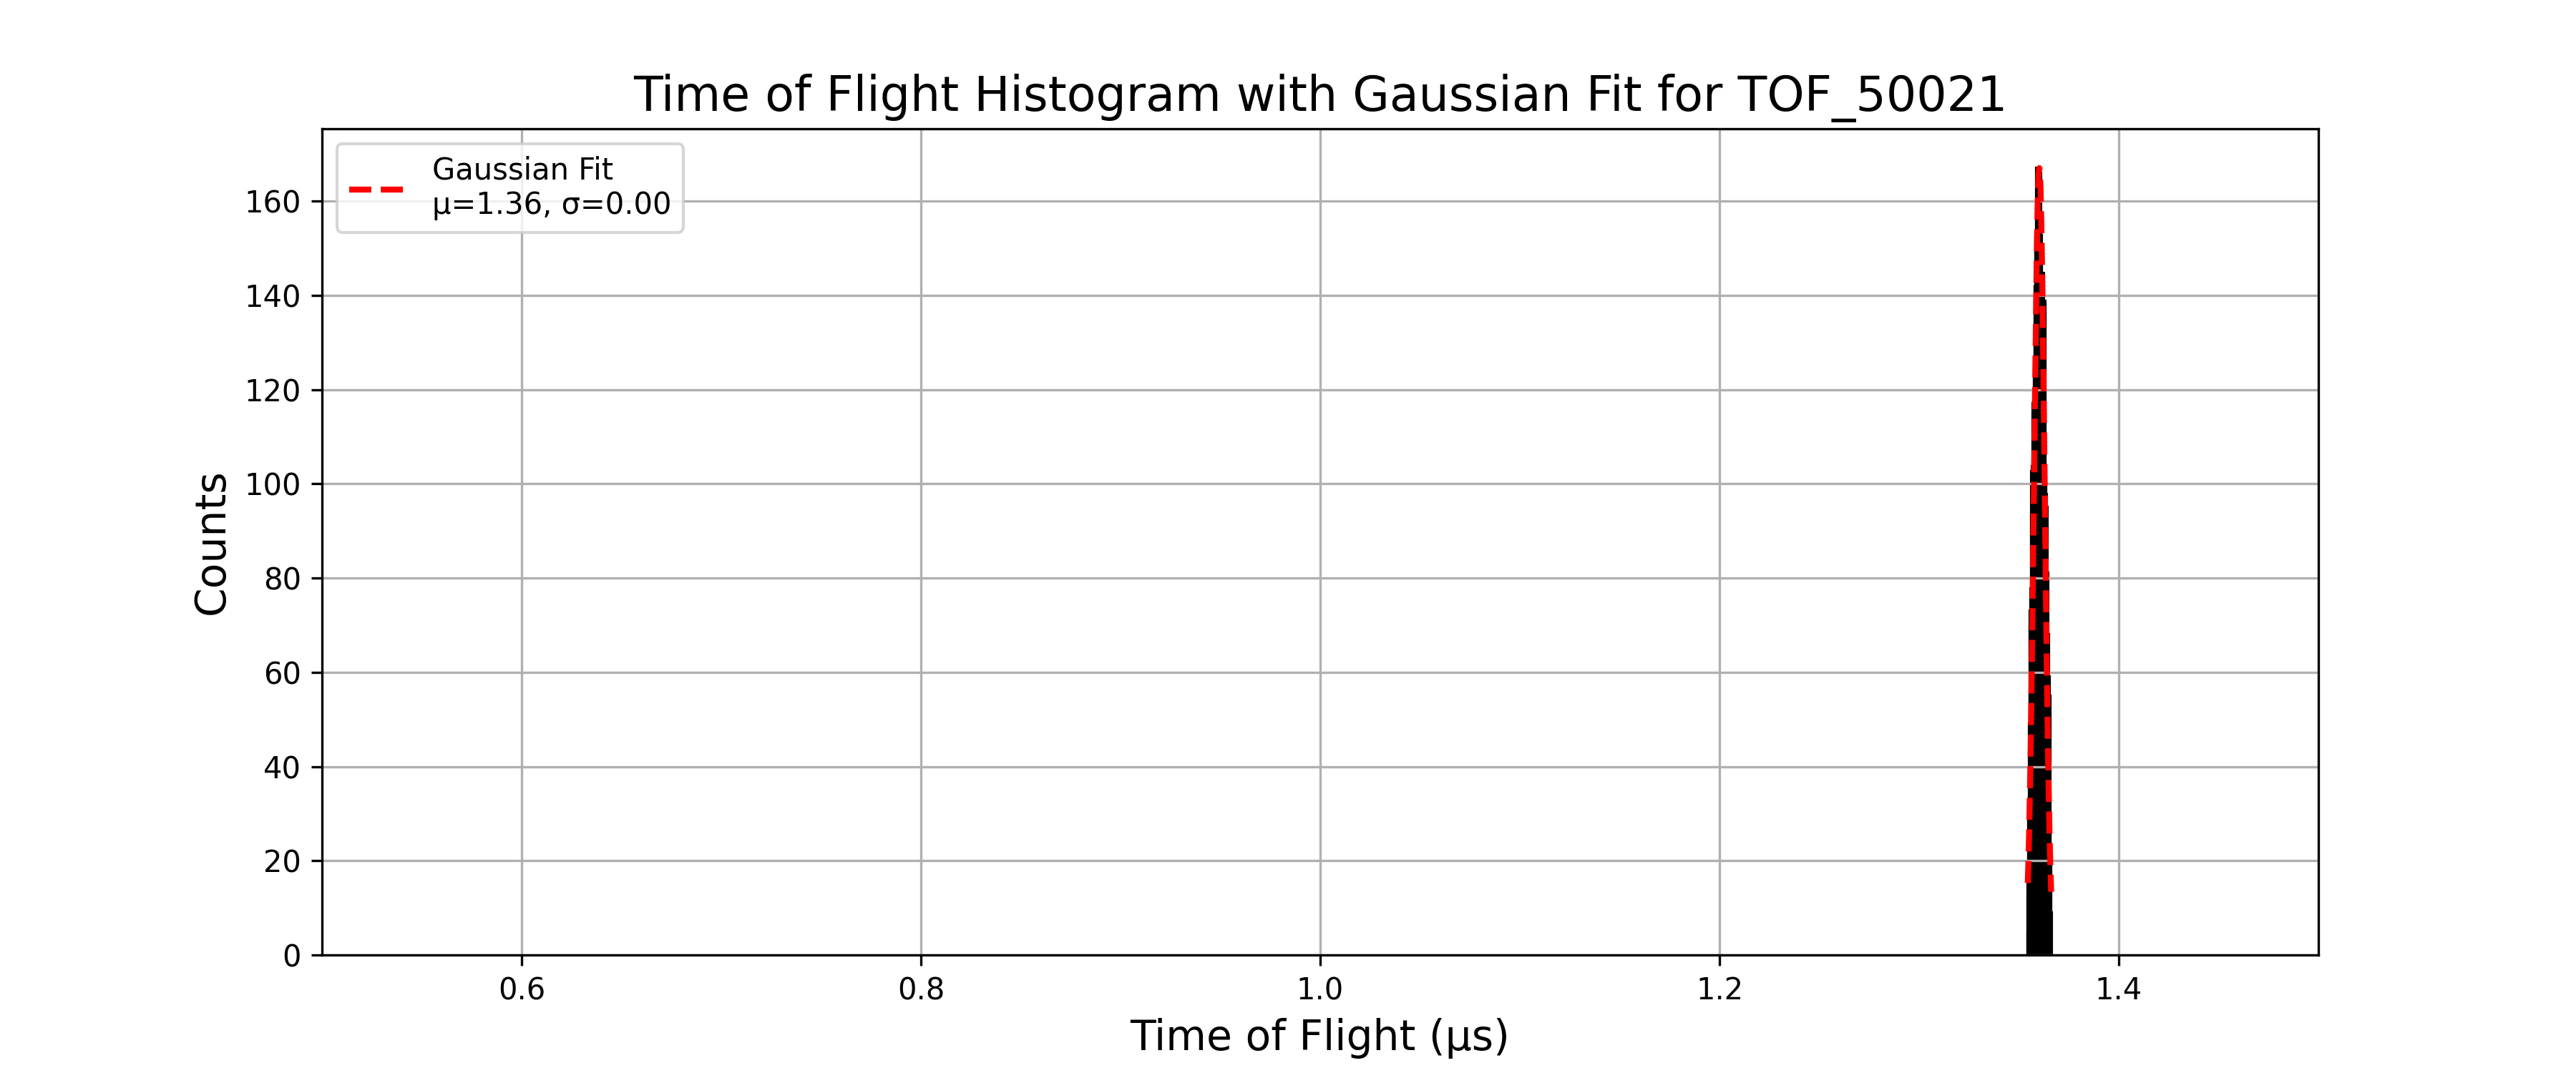 Time of Flight Histogram with Gaussian Fit for TOF_50021
Gaussian Fit
μ=1.36, σ=0.00
160
140
120
100
80
60
40
20
0
Counts
0.6 0.8 1.0 1.2 1.4
Time of Flight (μs)